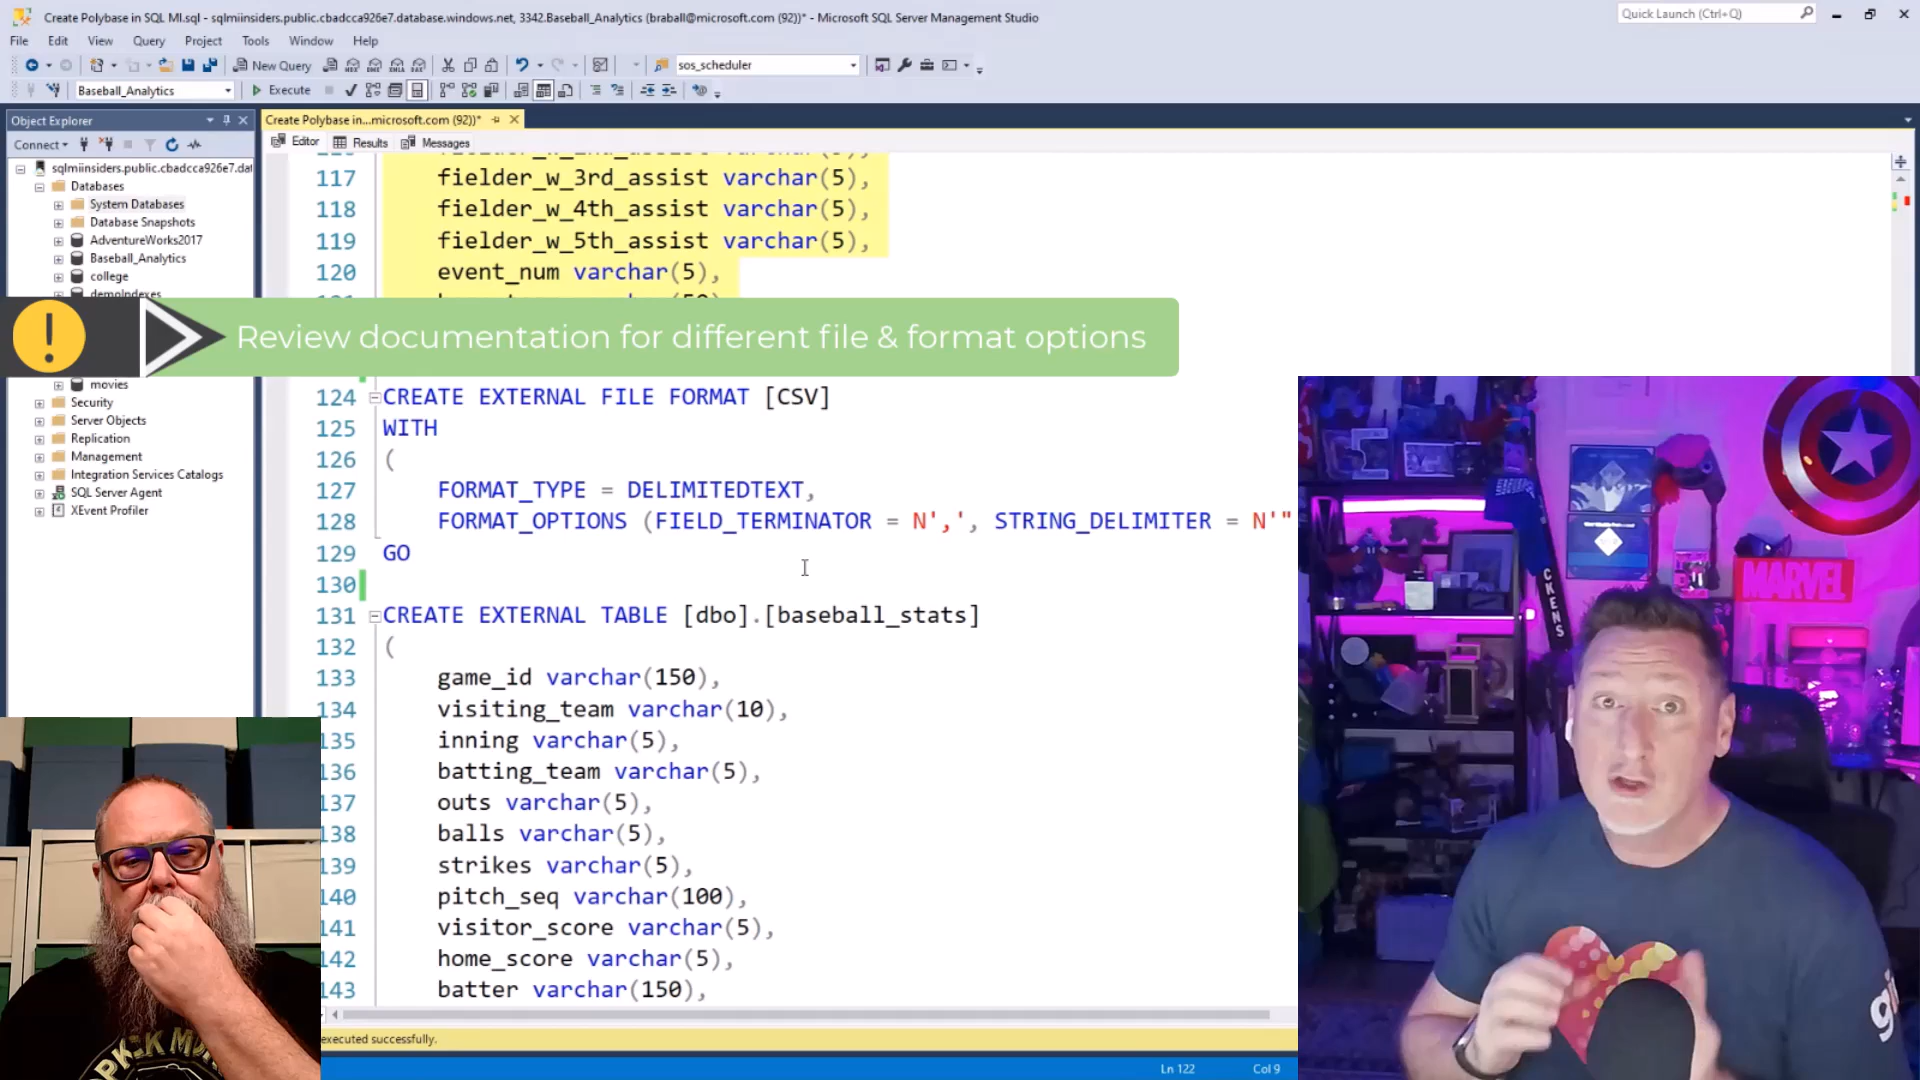 Create Polybase in SQL MI.sql - sqlmiinsiders.public.cbadcca926e7.database.windows.net, 3342.Baseball_Analytics (braball@microsoft.com (92))* - Microsoft SQL Server Management Studio
Quick Launch (Ctrl+Q)
File Edit View Query Project Tools Window Help
New Query
sos_scheduler
Baseball_Analytics
Execute
Object Explorer
Create Polybase in...microsoft.com (92))*
Connect
Editor Results Messages
sqlmiinsiders.public.cbadcca926e7.dat
Databases
System Databases
Database Snapshots
AdventureWorks2017
Baseball_Analytics
college
demoIndexes
movies
Security
Server Objects
Replication
Management
Integration Services Catalogs
SQL Server Agent
XEvent Profiler
117 fielder_w_3rd_assist varchar(5),
118 fielder_w_4th_assist varchar(5),
119 fielder_w_5th_assist varchar(5),
120 event_num varchar(5),
Review documentation for different file & format options
124 CREATE EXTERNAL FILE FORMAT [CSV]
125 WITH
126 (
127 FORMAT_TYPE = DELIMITEDTEXT,
128 FORMAT_OPTIONS (FIELD_TERMINATOR = N',', STRING_DELIMITER = N'"
129 GO
130
131 CREATE EXTERNAL TABLE [dbo].[baseball_stats]
132 (
133 game_id varchar(150),
134 visiting_team varchar(10),
135 inning varchar(5),
136 batting_team varchar(5),
137 outs varchar(5),
138 balls varchar(5),
139 strikes varchar(5),
140 pitch_seq varchar(100),
141 visitor_score varchar(5),
142 home_score varchar(5),
143 batter varchar(150),
executed successfully.
Ln 122 Col 9
MARVEL
CKENS